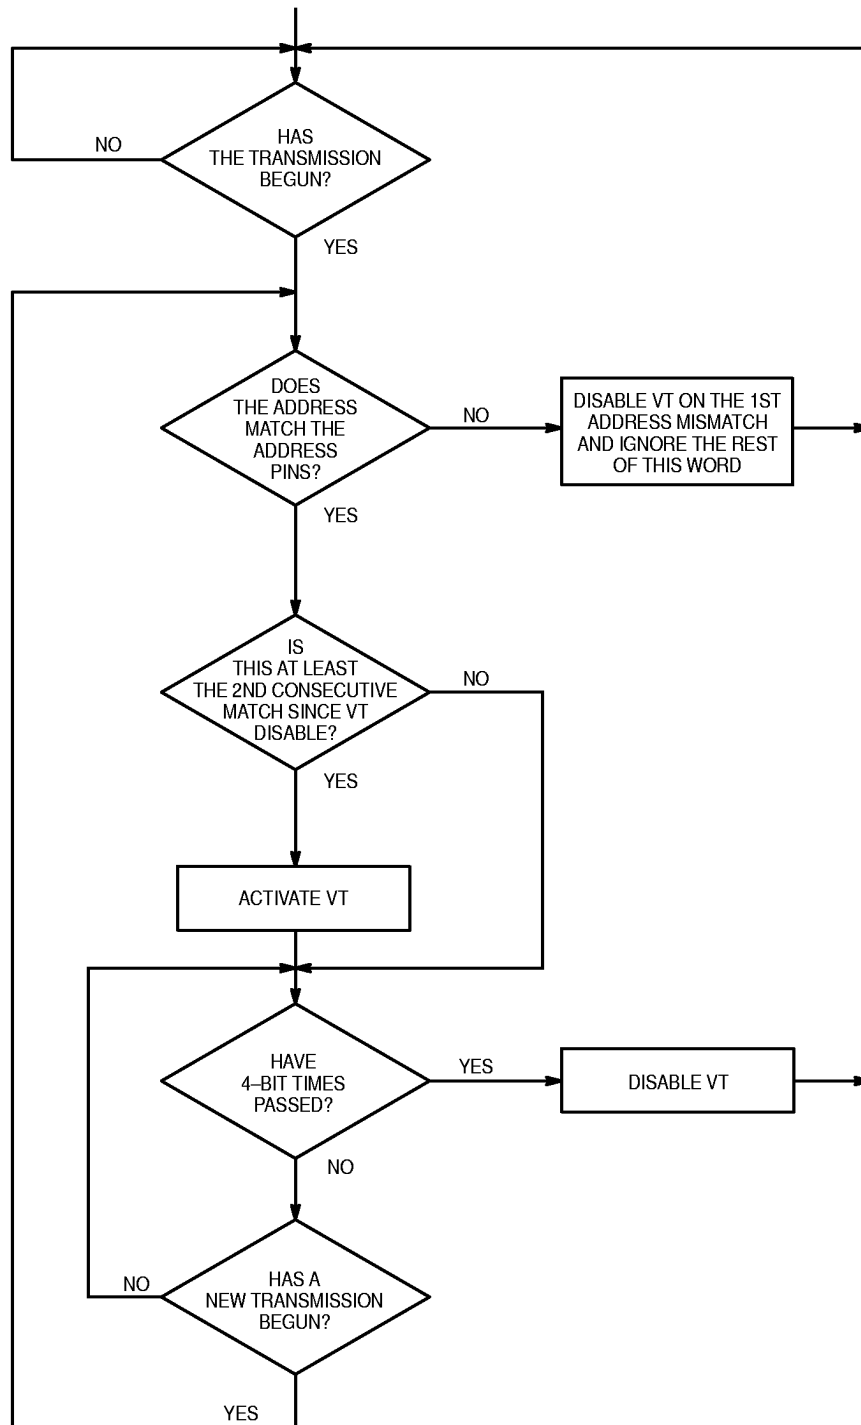 HAS
THE TRANSMISSION
BEGUN?
NO
YES
DOES
THE ADDRESS
MATCH THE
ADDRESS
PINS?
NO
DISABLE VT ON THE 1ST
ADDRESS MISMATCH
AND IGNORE THE REST
OF THIS WORD
YES
IS
THIS AT LEAST
THE 2ND CONSECUTIVE
MATCH SINCE VT
DISABLE?
NO
YES
ACTIVATE VT
HAVE
4–BIT TIMES
PASSED?
YES
DISABLE VT
NO
HAS A
NEW TRANSMISSION
BEGUN?
NO
YES